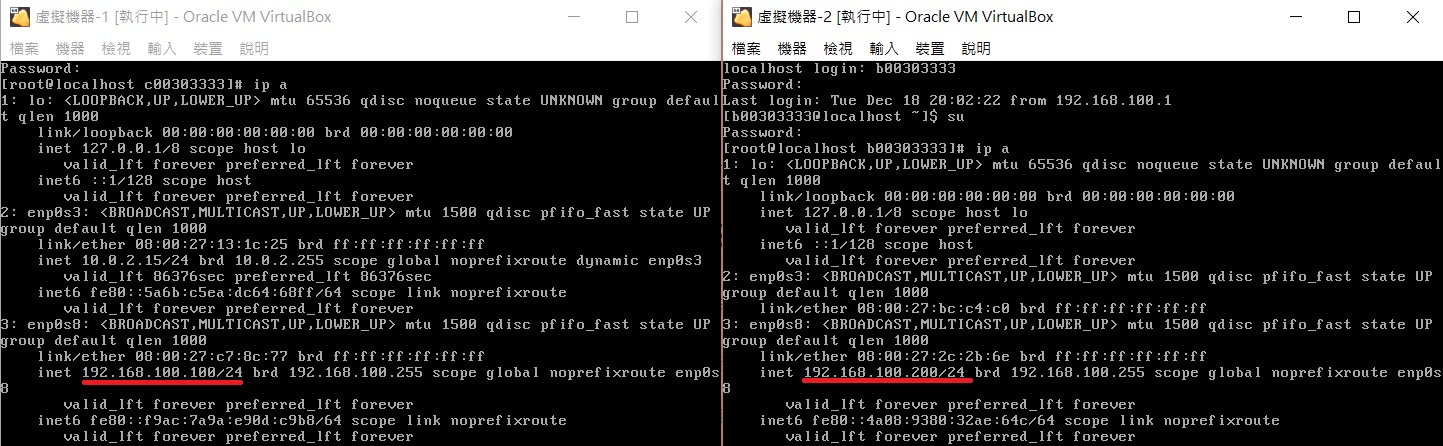 虛擬機器-1 [執行中] - Oracle VM VirtualBox
檔案 機器 檢視 輸入 裝置 說明
Password:
[root@localhost c00303333]# ip a
1: lo: <LOOPBACK,UP,LOWER_UP> mtu 65536 qdisc noqueue state UNKNOWN group defaul
t qlen 1000
link/loopback 00:00:00:00:00:00 brd 00:00:00:00:00:00
inet 127.0.0.1/8 scope host lo
valid_lft forever preferred_lft forever
inet6 ::1/128 scope host
valid_lft forever preferred_lft forever
2: enp0s3: <BROADCAST,MULTICAST,UP,LOWER_UP> mtu 1500 qdisc pfifo_fast state UP
group default qlen 1000
link/ether 08:00:27:13:1c:25 brd ff:ff:ff:ff:ff:ff
inet 10.0.2.15/24 brd 10.0.2.255 scope global noprefixroute dynamic enp0s3
valid_lft 86376sec preferred_lft 86376sec
inet6 fe80::5a6b:c5ea:dc64:68ff/64 scope link noprefixroute
valid_lft forever preferred_lft forever
3: enp0s8: <BROADCAST,MULTICAST,UP,LOWER_UP> mtu 1500 qdisc pfifo_fast state UP
group default qlen 1000
link/ether 08:00:27:c7:8c:77 brd ff:ff:ff:ff:ff:ff
inet 192.168.100.100/24 brd 192.168.100.255 scope global noprefixroute enp0s
8
valid_lft forever preferred_lft forever
inet6 fe80::f9ac:7a9a:e90d:c9b8/64 scope link noprefixroute
valid_lft forever preferred_lft forever
虛擬機器-2 [執行中] - Oracle VM VirtualBox
檔案 機器 檢視 輸入 裝置 說明
localhost login: b00303333
Password:
Last login: Tue Dec 18 20:02:22 from 192.168.100.1
[b00303333@localhost ~]$ su
Password:
[root@localhost b00303333]# ip a
1: lo: <LOOPBACK,UP,LOWER_UP> mtu 65536 qdisc noqueue state UNKNOWN group defaul
t qlen 1000
link/loopback 00:00:00:00:00:00 brd 00:00:00:00:00:00
inet 127.0.0.1/8 scope host lo
valid_lft forever preferred_lft forever
inet6 ::1/128 scope host
valid_lft forever preferred_lft forever
2: enp0s3: <BROADCAST,MULTICAST,UP,LOWER_UP> mtu 1500 qdisc pfifo_fast state UP
group default qlen 1000
link/ether 08:00:27:bc:c4:c0 brd ff:ff:ff:ff:ff:ff
3: enp0s8: <BROADCAST,MULTICAST,UP,LOWER_UP> mtu 1500 qdisc pfifo_fast state UP
group default qlen 1000
link/ether 08:00:27:2c:2b:6e brd ff:ff:ff:ff:ff:ff
inet 192.168.100.200/24 brd 192.168.100.255 scope global noprefixroute enp0s
8
valid_lft forever preferred_lft forever
inet6 fe80::4a08:9380:32ae:64c/64 scope link noprefixroute
valid_lft forever preferred_lft forever